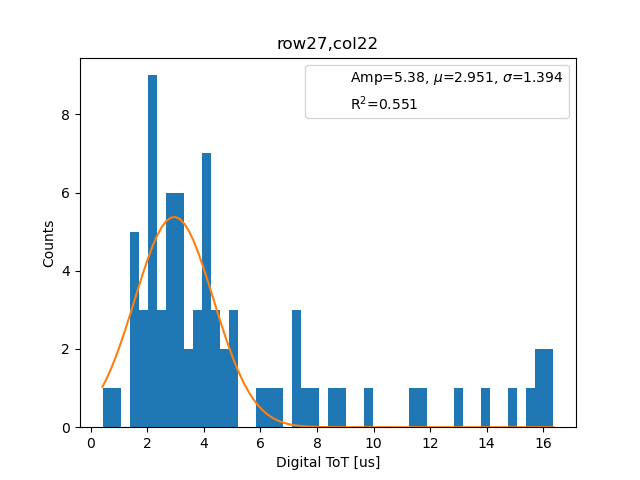 row27,col22
Amp=5.38, μ=2.951, σ=1.394
R²=0.551
8
6
4
2
0
Counts
0 2 4 6 8 10 12 14 16
Digital ToT [us]